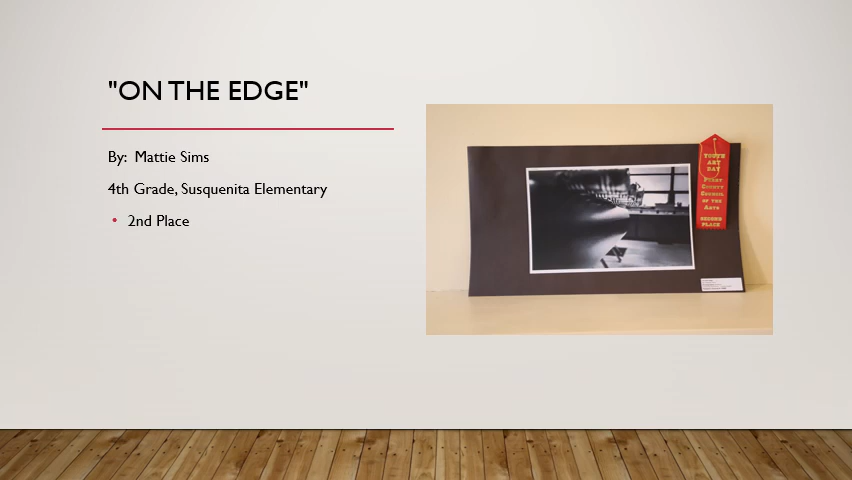 "ON THE EDGE"
By: Mattie Sims
4th Grade, Susquenita Elementary
• 2nd Place
YOUTH
ART
DAY
PERRY
COUNTY
COUNCIL
OF THE
ARTS
SECOND
PLACE